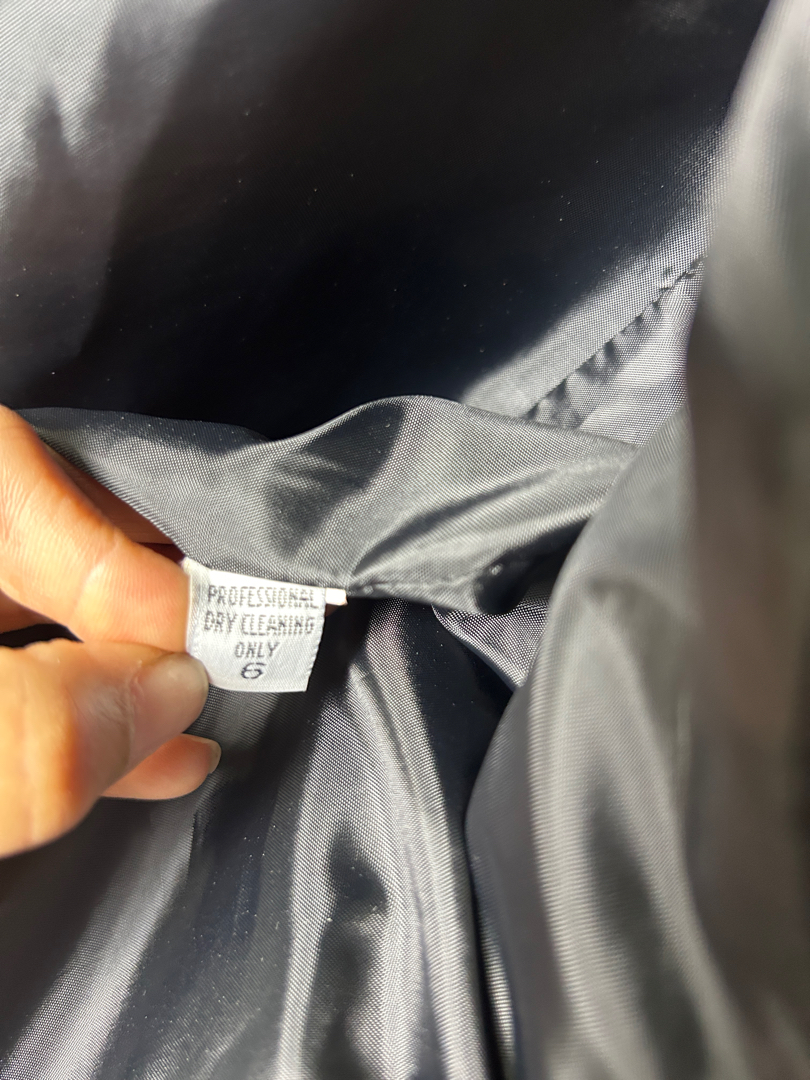 PROFESSIONAL
DRY CLEANING
ONLY
6